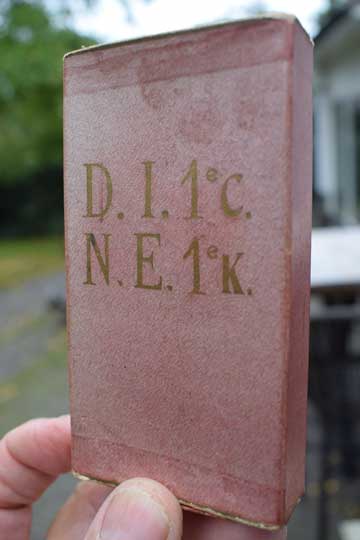 D. I. 1e C.
N. E. 1e K.